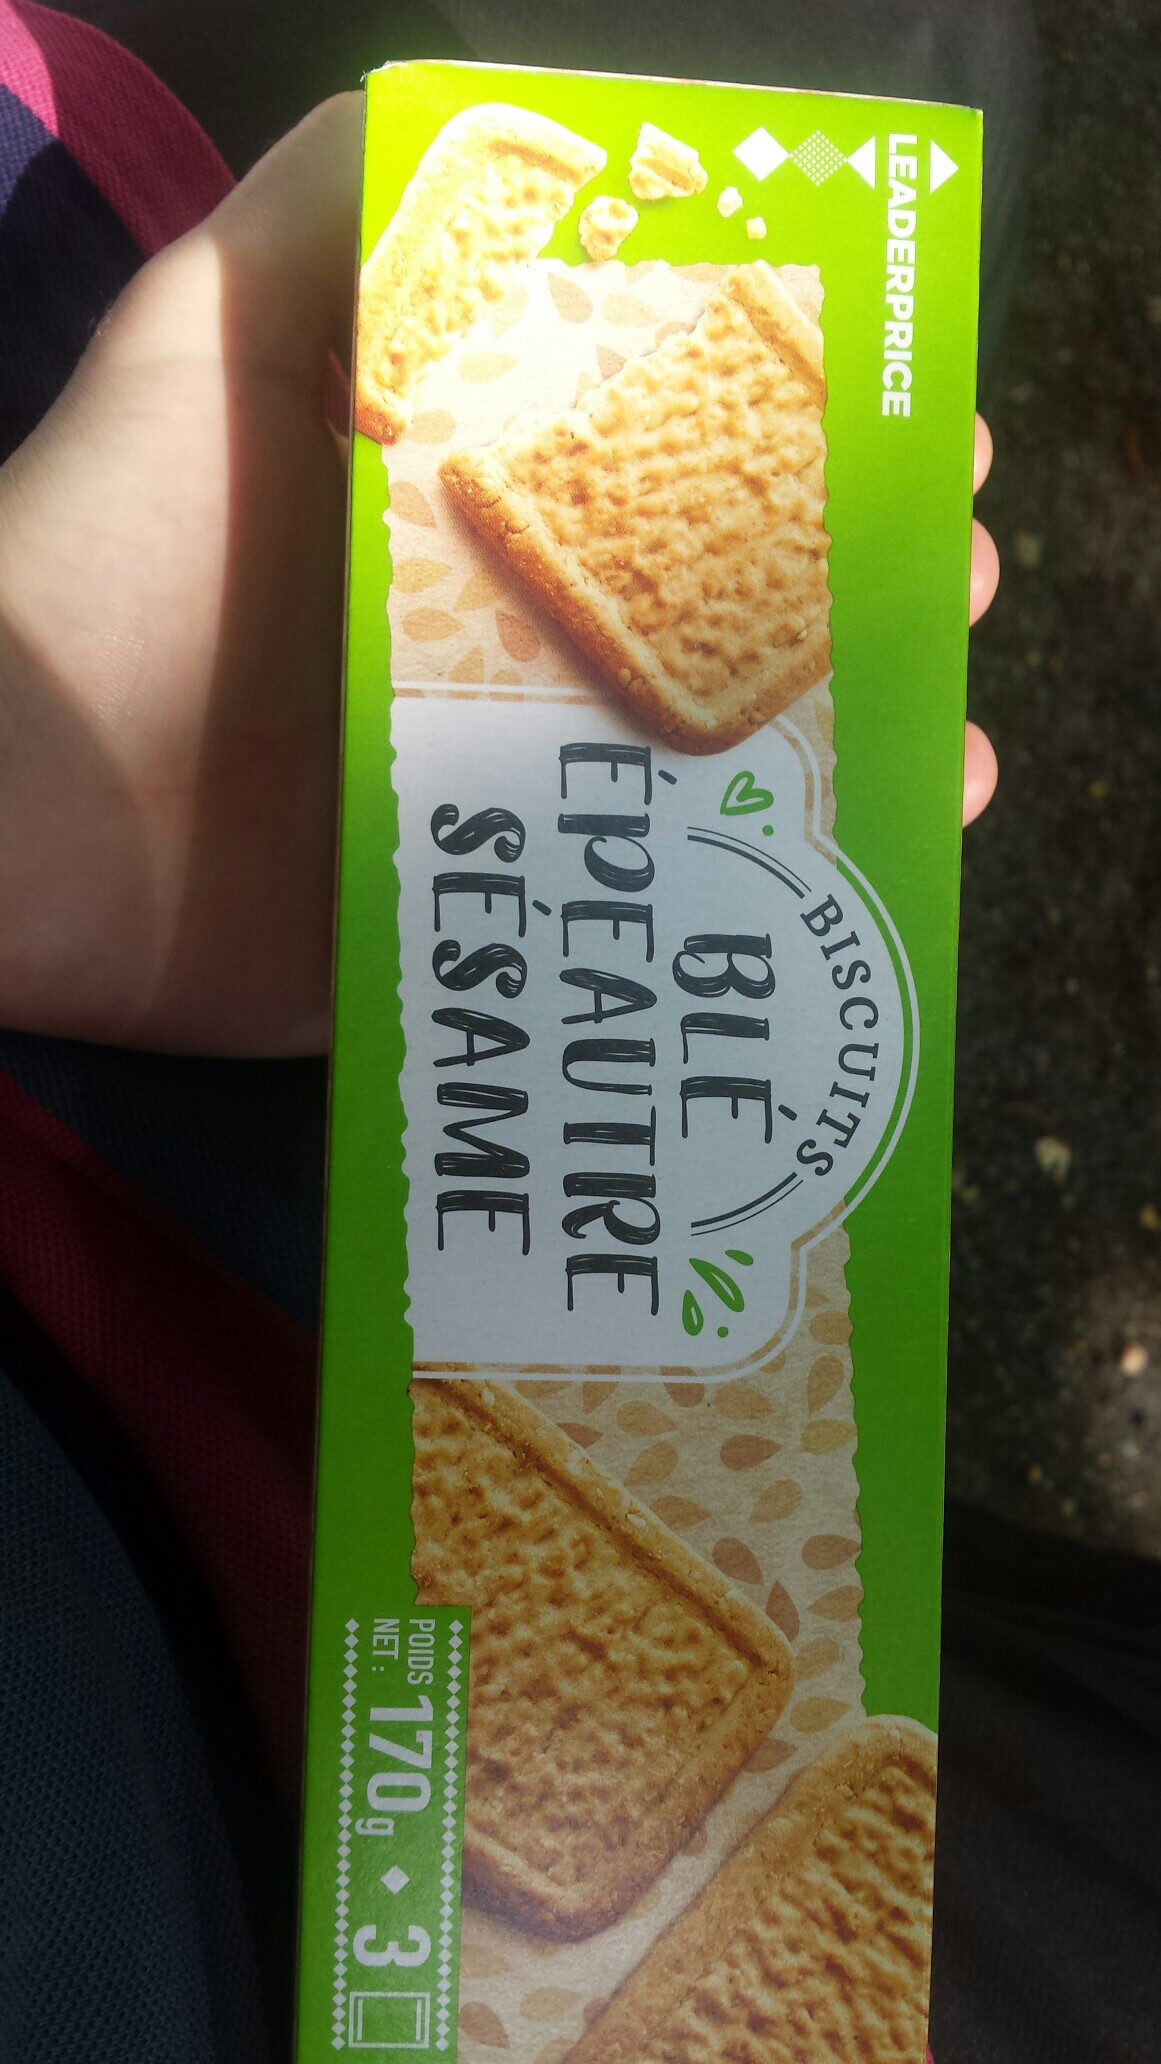 LEADERPRICE
BISCUITS
BLÉ
ÉPEAUTRE
SÉSAME
POIDS
NET : 170g ◆ 3